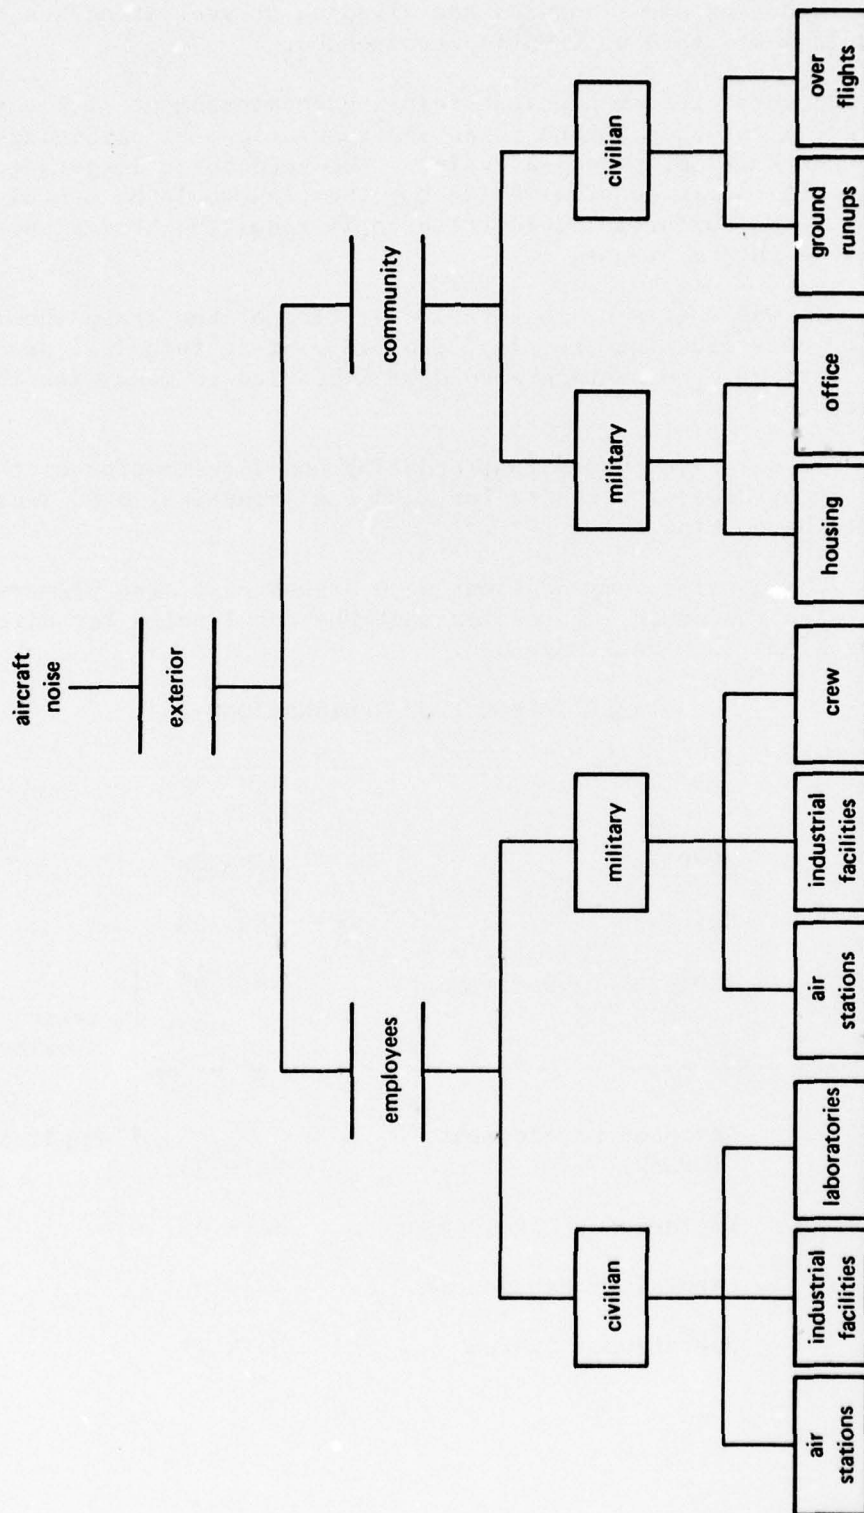 aircraft
noise
exterior
employees
community
civilian
military
military
civilian
air
stations
industrial
facilities
laboratories
air
stations
industrial
facilities
crew
housing
office
ground
runups
over
flights